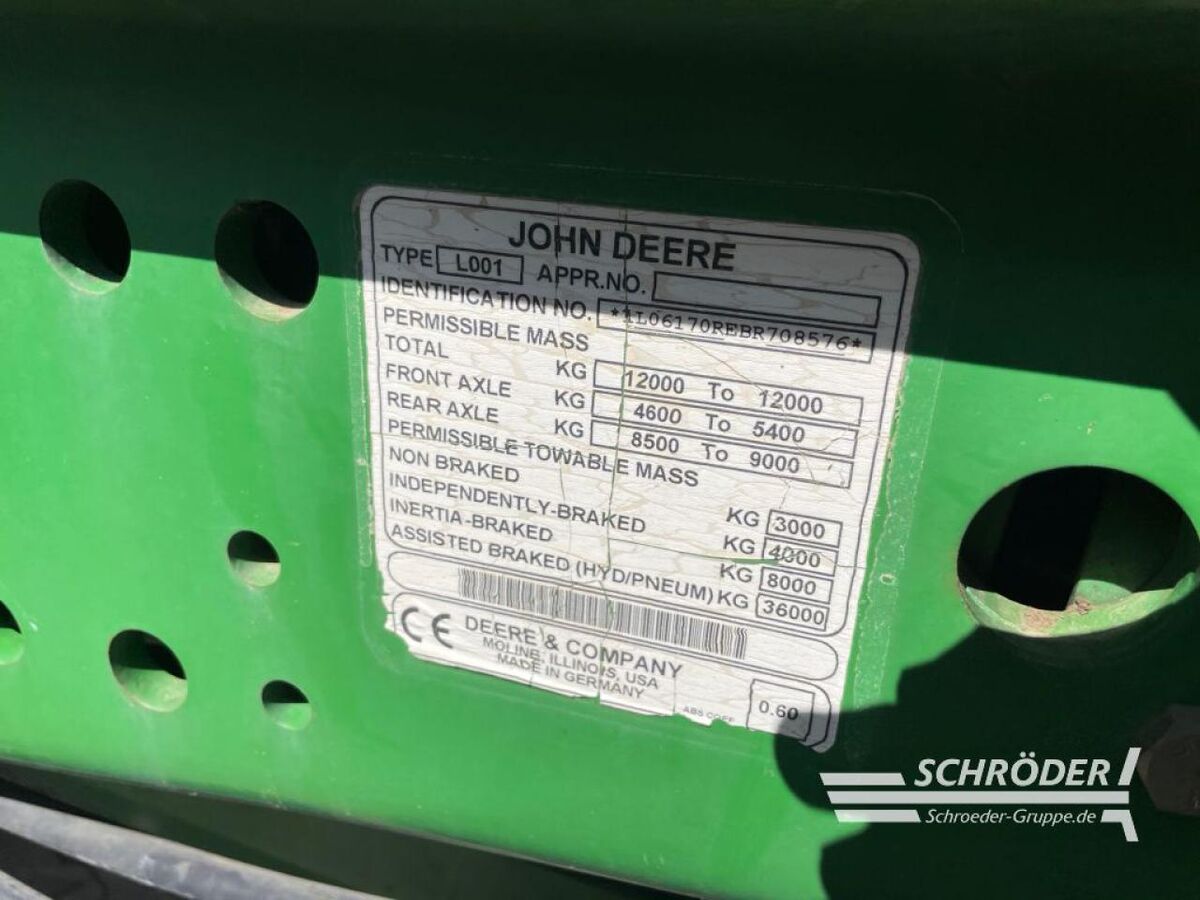 JOHN DEERE
TYPE L001 APPR.NO.
IDENTIFICATION NO. *1L06170REBR708576*
PERMISSIBLE MASS
TOTAL KG 12000 To 12000
FRONT AXLE KG 4600 To 5400
REAR AXLE KG 8500 To 9000
PERMISSIBLE TOWABLE MASS
NON BRAKED KG 3000
INDEPENDENTLY-BRAKED KG 4000
INERTIA-BRAKED KG 8000
ASSISTED BRAKED (HYD/PNEUM) KG 36000
CE DEERE & COMPANY
MOLINE, ILLINOIS, USA
MADE IN GERMANY
ABS COEF 0.60
SCHRÖDER
Schroeder-Gruppe.de